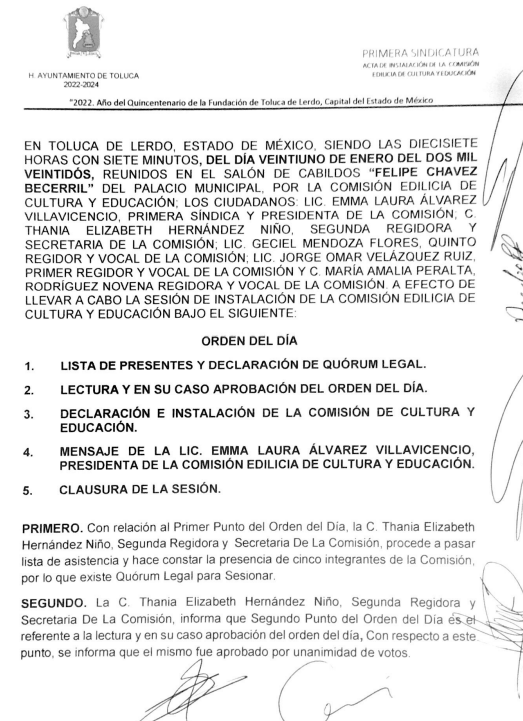 H. AYUNTAMIENTO DE TOLUCA
2022-2024
PRIMERA SINDICATURA
ACTA DE INSTALACIÓN DE LA COMISIÓN
EDILICIA DE CULTURA Y EDUCACIÓN
"2022. Año del Quincentenario de la Fundación de Toluca de Lerdo, Capital del Estado de México
EN TOLUCA DE LERDO, ESTADO DE MÉXICO, SIENDO LAS DIECISIETE
HORAS CON SIETE MINUTOS, DEL DÍA VEINTIUNO DE ENERO DEL DOS MIL
VEINTIDÓS, REUNIDOS EN EL SALÓN DE CABILDOS "FELIPE CHAVEZ
BECERRIL" DEL PALACIO MUNICIPAL, POR LA COMISIÓN EDILICIA DE
CULTURA Y EDUCACIÓN; LOS CIUDADANOS: LIC. EMMA LAURA ÁLVAREZ
VILLAVICENCIO, PRIMERA SÍNDICA Y PRESIDENTA DE LA COMISIÓN; C.
THANIA ELIZABETH HERNÁNDEZ NIÑO, SEGUNDA REGIDORA Y
SECRETARIA DE LA COMISIÓN; LIC. GECIEL MENDOZA FLORES, QUINTO
REGIDOR Y VOCAL DE LA COMISIÓN; LIC. JORGE OMAR VELÁZQUEZ RUIZ,
PRIMER REGIDOR Y VOCAL DE LA COMISIÓN Y C. MARÍA AMALIA PERALTA,
RODRÍGUEZ NOVENA REGIDORA Y VOCAL DE LA COMISIÓN. A EFECTO DE
LLEVAR A CABO LA SESIÓN DE INSTALACIÓN DE LA COMISIÓN EDILICIA DE
CULTURA Y EDUCACIÓN BAJO EL SIGUIENTE:
ORDEN DEL DÍA
1. LISTA DE PRESENTES Y DECLARACIÓN DE QUÓRUM LEGAL.
2. LECTURA Y EN SU CASO APROBACIÓN DEL ORDEN DEL DÍA.
3. DECLARACIÓN E INSTALACIÓN DE LA COMISIÓN DE CULTURA Y
EDUCACIÓN.
4. MENSAJE DE LA LIC. EMMA LAURA ÁLVAREZ VILLAVICENCIO,
PRESIDENTA DE LA COMISIÓN EDILICIA DE CULTURA Y EDUCACIÓN.
5. CLAUSURA DE LA SESIÓN.
PRIMERO. Con relación al Primer Punto del Orden del Día, la C. Thania Elizabeth
Hernández Niño, Segunda Regidora y Secretaria De La Comisión, procede a pasar
lista de asistencia y hace constar la presencia de cinco integrantes de la Comisión,
por lo que existe Quórum Legal para Sesionar.
SEGUNDO. La C. Thania Elizabeth Hernández Niño, Segunda Regidora y
Secretaria De La Comisión, informa que Segundo Punto del Orden del Día es el
referente a la lectura y en su caso aprobación del orden del día, Con respecto a este
punto, se informa que el mismo fue aprobado por unanimidad de votos.